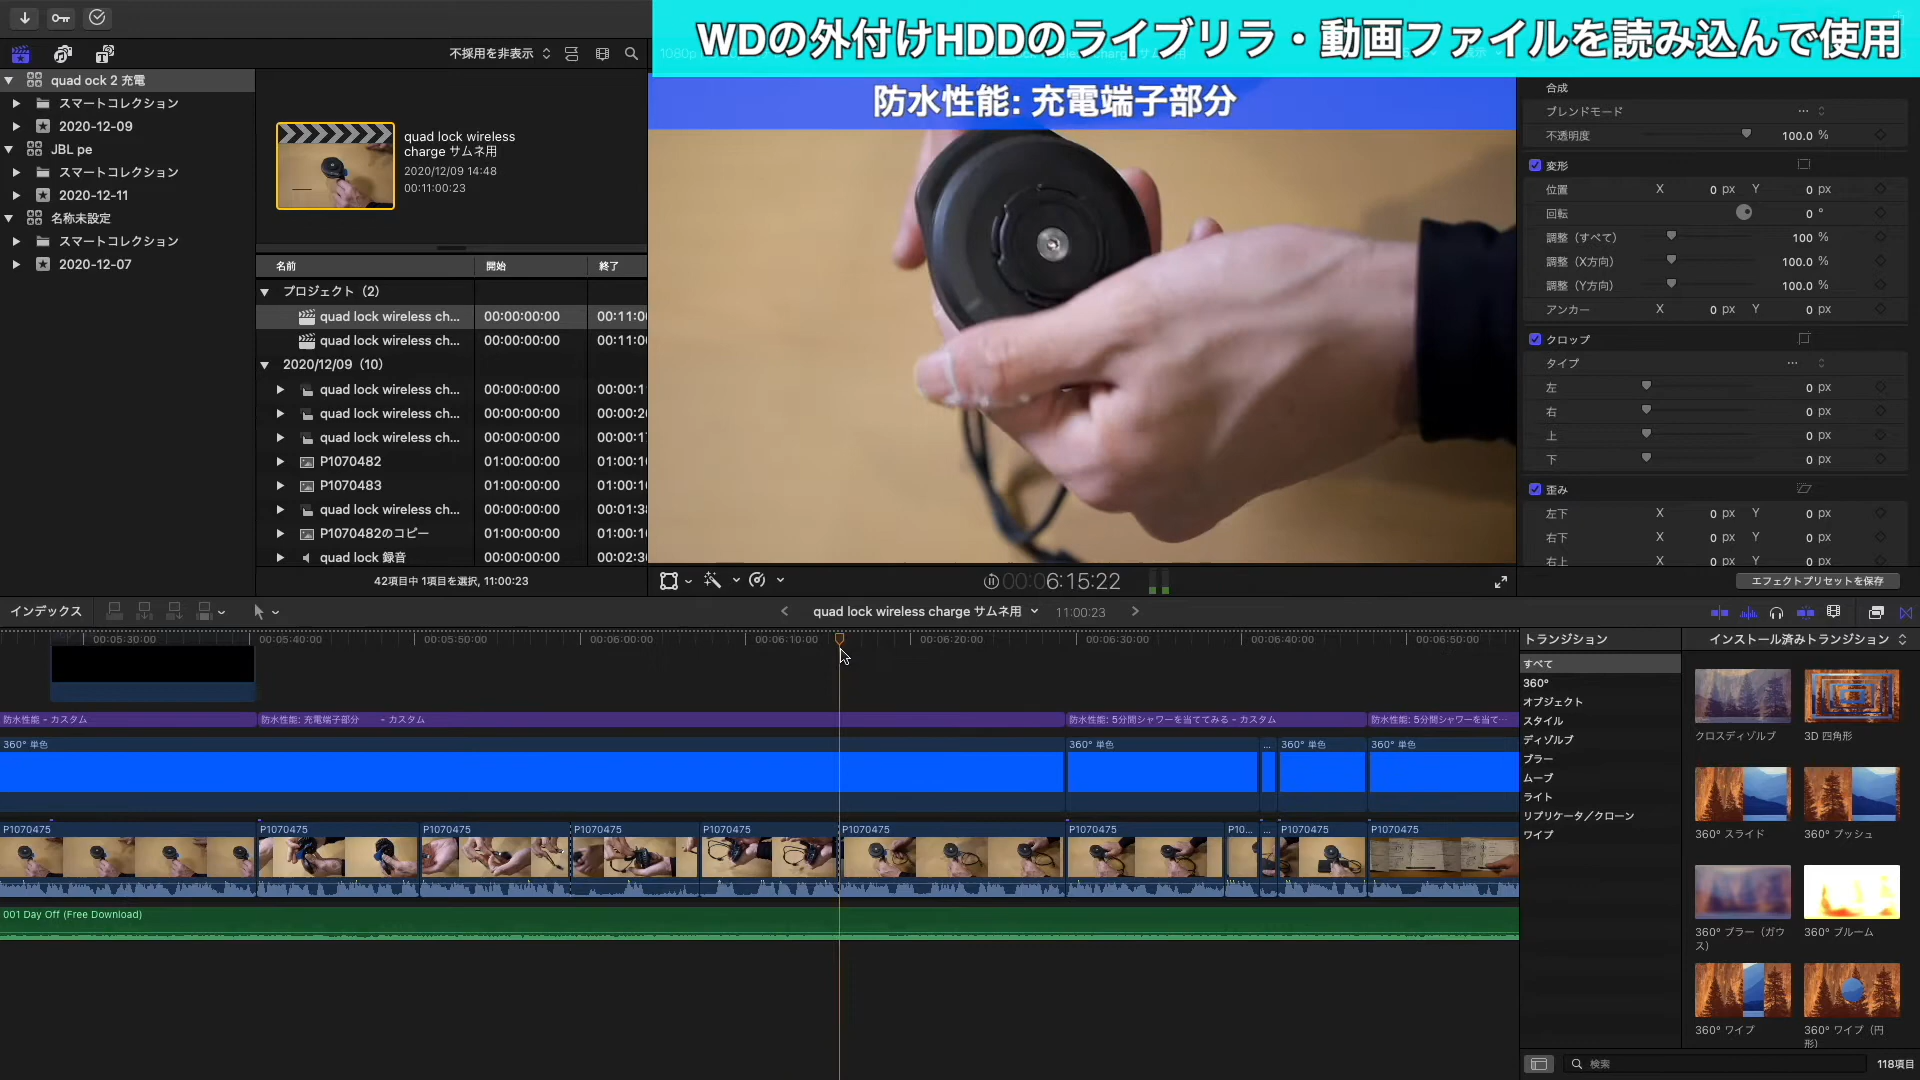 WDの外付けHDDのライブリラ・動画ファイルを読み込んで使用
防水性能: 充電端子部分
不採用を非表示
quad ock 2 充電
スマートコレクション
2020-12-09
JBL pe
スマートコレクション
2020-12-11
名称未設定
スマートコレクション
2020-12-07
quad lock wireless
charge サムネ用
2020/12/09 14:48
00:11:00:23
名前 開始 終了
プロジェクト（2）
quad lock wireless ch... 00:00:00:00 00:11:0
quad lock wireless ch... 00:00:00:00 00:11:0
2020/12/09（10）
quad lock wireless ch... 00:00:00:00 00:00:1
quad lock wireless ch... 00:00:00:00 00:00:2
quad lock wireless ch... 00:00:00:00 00:00:1
P1070482 01:00:00:00 01:00:1
P1070483 01:00:00:00 01:00:1
quad lock wireless ch... 00:00:00:00 00:01:3
P1070482のコピー 01:00:00:00 01:00:1
quad lock 録音 00:00:00:00 00:02:3
42項目中 1項目を選択, 11:00:23
00:06:15:22
合成
ブレンドモード ...
不透明度 100.0 %
変形
位置 X 0 px Y 0 px
回転 0 °
調整（すべて） 100 %
調整（X方向） 100.0 %
調整（Y方向） 100.0 %
アンカー X 0 px Y 0 px
クロップ
タイプ ...
左 0 px
右 0 px
上 0 px
下 0 px
歪み
左下 X 0 px Y 0 px
右下 X 0 px Y 0 px
右上 X 0 px Y 0 px
エフェクトプリセットを保存
インデックス
quad lock wireless charge サムネ用 11:00:23
00:05:30:00 00:05:40:00 00:05:50:00 00:06:00:00 00:06:10:00 00:06:20:00 00:06:30:00 00:06:40:00 00:06:50:00
防水性能 - カスタム 防水性能: 充電端子部分 - カスタム 防水性能: 5分間シャワーを当ててみる - カスタム 防水性能: 5分間シャワーを当て…
360° 単色 360° 単色 ... 360° 単色 360° 単色
P1070475 P1070475 P1070475 P1070475 P1070475 P1070475 P1070475 P10... ... P1070475 P1070475
001 Day Off (Free Download)
トランジション
すべて
360°
オブジェクト
スタイル
ディゾルブ
ブラー
ムーブ
ライト
リプリケータ／クローン
ワイプ
インストール済みトランジション
クロスディゾルブ 3D 四角形
360° スライド 360° プッシュ
360° ブラー（ガウス） 360° ブルーム
360° ワイプ 360° ワイプ（円形）
検索
118項目